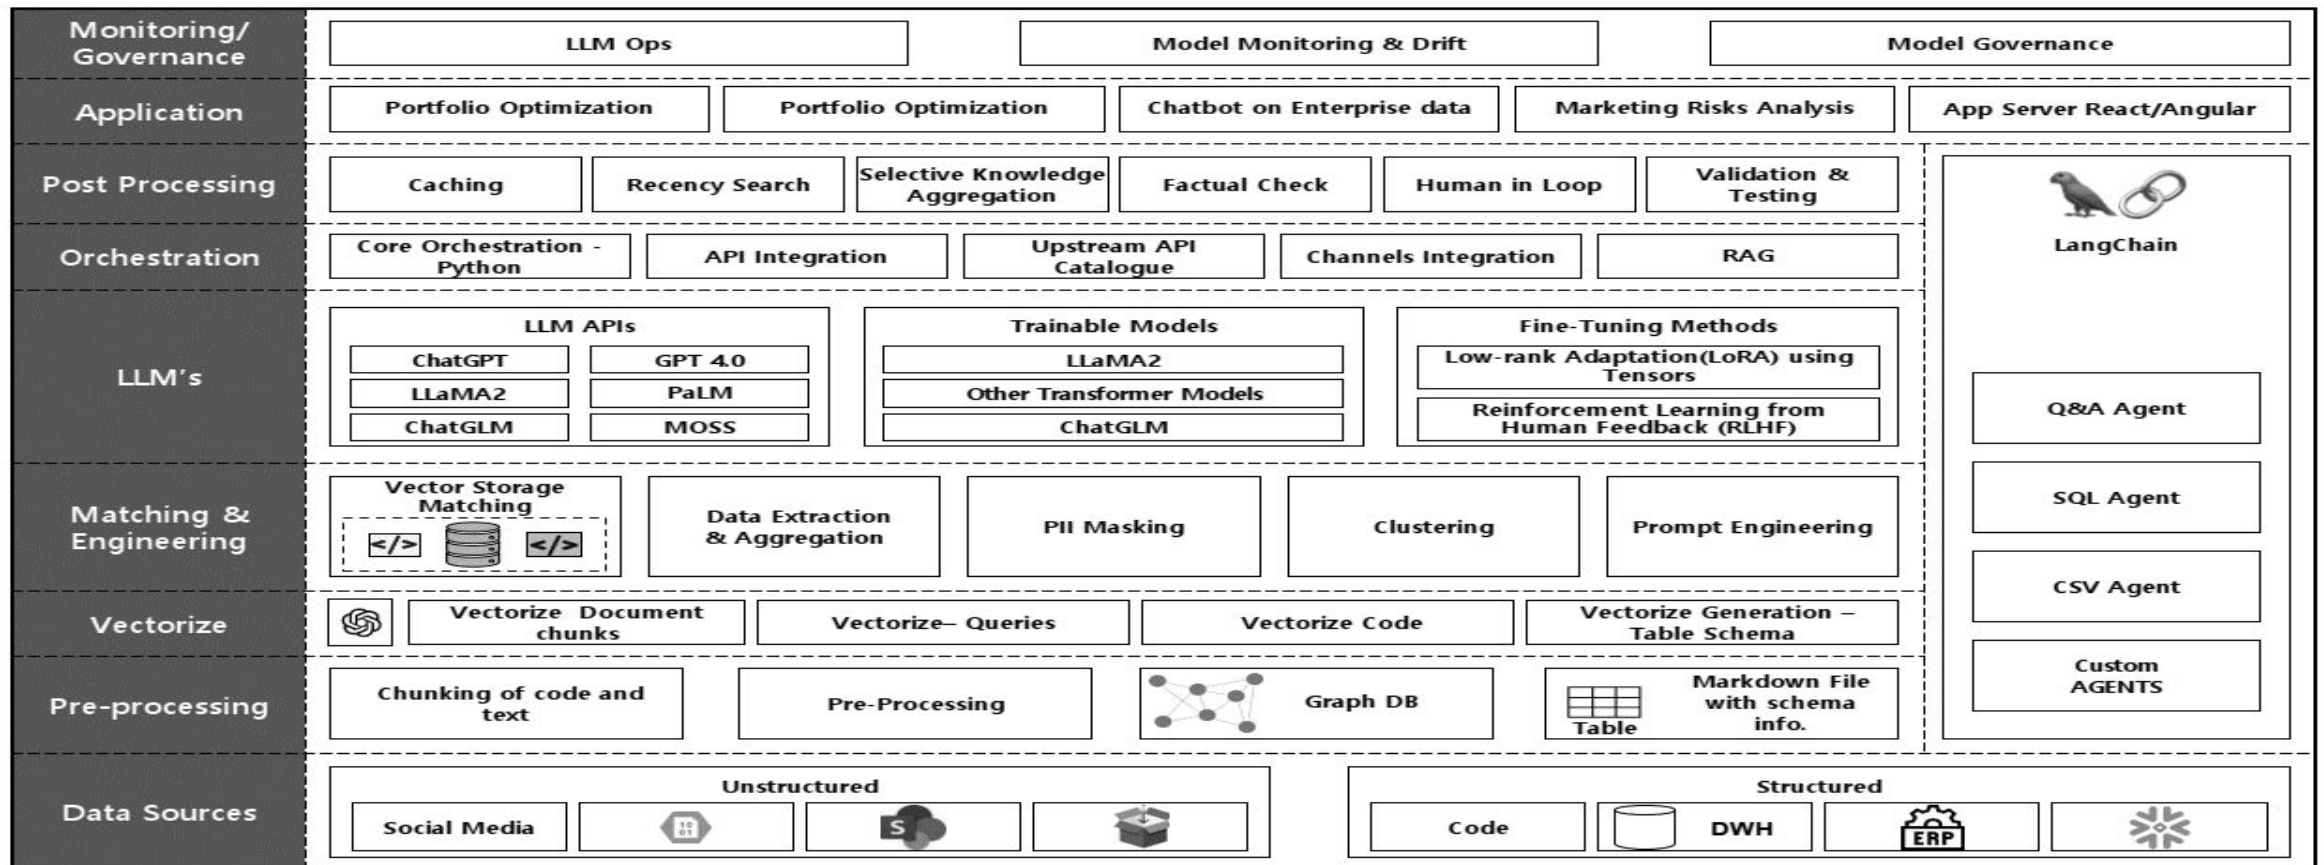 Monitoring/
Governance
LLM Ops
Model Monitoring & Drift
Model Governance
Application
Portfolio Optimization
Portfolio Optimization
Chatbot on Enterprise data
Marketing Risks Analysis
App Server React/Angular
Post Processing
Caching
Recency Search
Selective Knowledge
Aggregation
Factual Check
Human in Loop
Validation &
Testing
Orchestration
Core Orchestration -
Python
API Integration
Upstream API
Catalogue
Channels Integration
RAG
LLM's
LLM APIs
ChatGPT
GPT 4.0
LLaMA2
PaLM
ChatGLM
MOSS
Trainable Models
LLaMA2
Other Transformer Models
ChatGLM
Fine-Tuning Methods
Low-rank Adaptation(LoRA) using
Tensors
Reinforcement Learning from
Human Feedback (RLHF)
Matching &
Engineering
Vector Storage
Matching
</>
</>
Data Extraction
& Aggregation
PII Masking
Clustering
Prompt Engineering
Vectorize
Vectorize Document
chunks
Vectorize– Queries
Vectorize Code
Vectorize Generation –
Table Schema
Pre-processing
Chunking of code and
text
Pre-Processing
Graph DB
Table
Markdown File
with schema
info.
LangChain
Q&A Agent
SQL Agent
CSV Agent
Custom
AGENTS
Data Sources
Unstructured
Social Media
10
01
S
Structured
Code
DWH
ERP